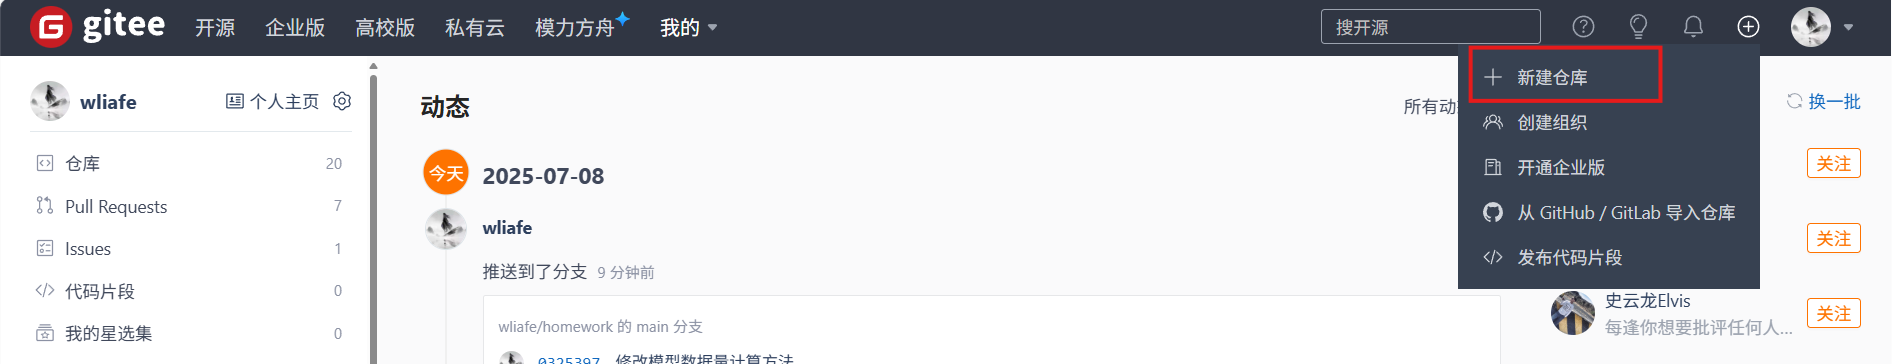 gitee 开源 企业版 高校版 私有云 模力方舟 我的 搜开源
wliafe 个人主页
仓库 20
Pull Requests 7
Issues 1
代码片段 0
我的星选集 0
动态 所有动
今天 2025-07-08
wliafe
推送到了分支 9 分钟前
wliafe/homework 的 main 分支
0325397 修改模型数据量计算方法
新建仓库
创建组织
开通企业版
从 GitHub / GitLab 导入仓库
发布代码片段
换一批
关注
关注
史云龙Elvis
每逢你想要批评任何人...
关注